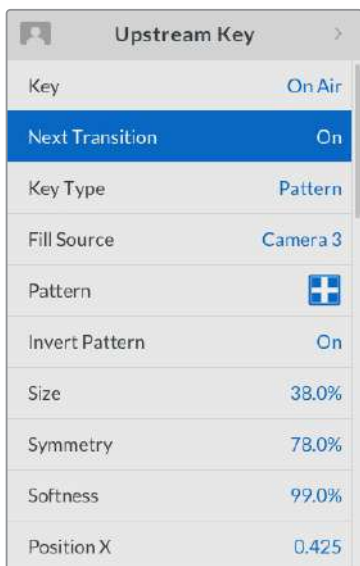 Upstream Key
Key On Air
Next Transition On
Key Type Pattern
Fill Source Camera 3
Pattern
Invert Pattern On
Size 38.0%
Symmetry 78.0%
Softness 99.0%
Position X 0.425